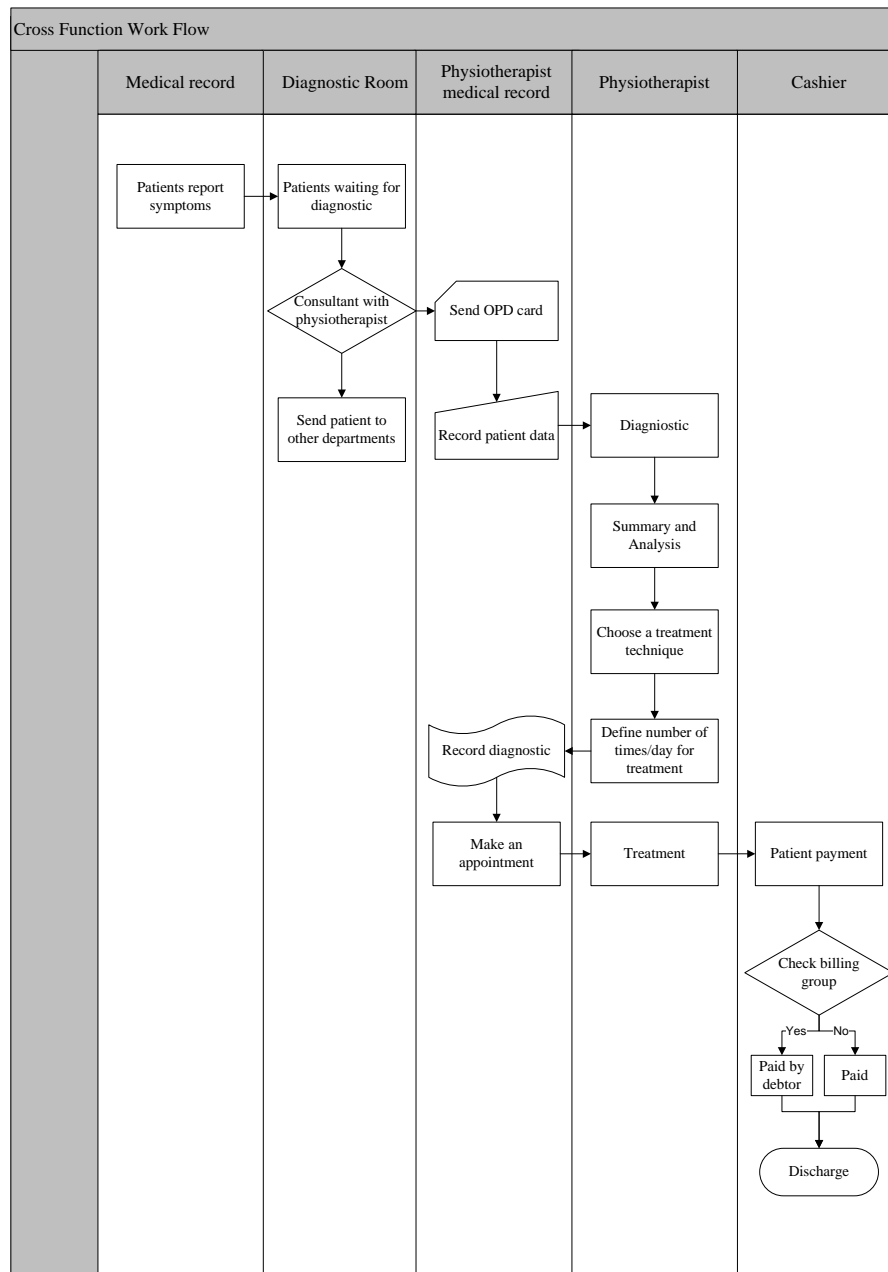 Cross Function Work Flow
Medical record
Diagnostic Room
Physiotherapist
medical record
Physiotherapist
Cashier
Patients report
symptoms
Patients waiting for
diagnostic
Consultant with
physiotherapist
Send OPD card
Send patient to
other departments
Record patient data
Diagniostic
Summary and
Analysis
Choose a treatment
technique
Record diagnostic
Define number of
times/day for
treatment
Make an
appointment
Treatment
Patient payment
Check billing
group
Yes
No
Paid by
debtor
Paid
Discharge